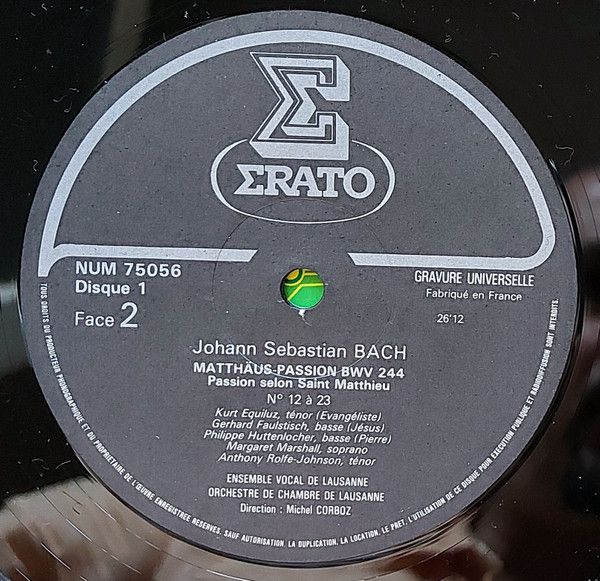 Σ
ΣRATO
NUM 75056
Disque 1
Face 2
GRAVURE UNIVERSELLE
Fabriqué en France
26'12
Johann Sebastian BACH
MATTHÄUS-PASSION BWV 244
Passion selon Saint Matthieu
N° 12 à 23
Kurt Equiluz, ténor (Evangéliste)
Gerhard Faulstisch, basse (Jésus)
Philippe Huttenlocher, basse (Pierre)
Margaret Marshall, soprano
Anthony Rolfe-Johnson, ténor
ENSEMBLE VOCAL DE LAUSANNE
ORCHESTRE DE CHAMBRE DE LAUSANNE
Direction : Michel CORBOZ
TOUS DROITS DU PRODUCTEUR PHONOGRAPHIQUE ET DU PROPRIETAIRE DE L'ŒUVRE ENREGISTREE RESERVES. SAUF AUTORISATION, LA DUPLICATION, LA LOCATION, LE PRET, L'UTILISATION DE CE DISQUE POUR EXECUTION PUBLIQUE ET RADIODIFFUSION SONT INTERDITS.